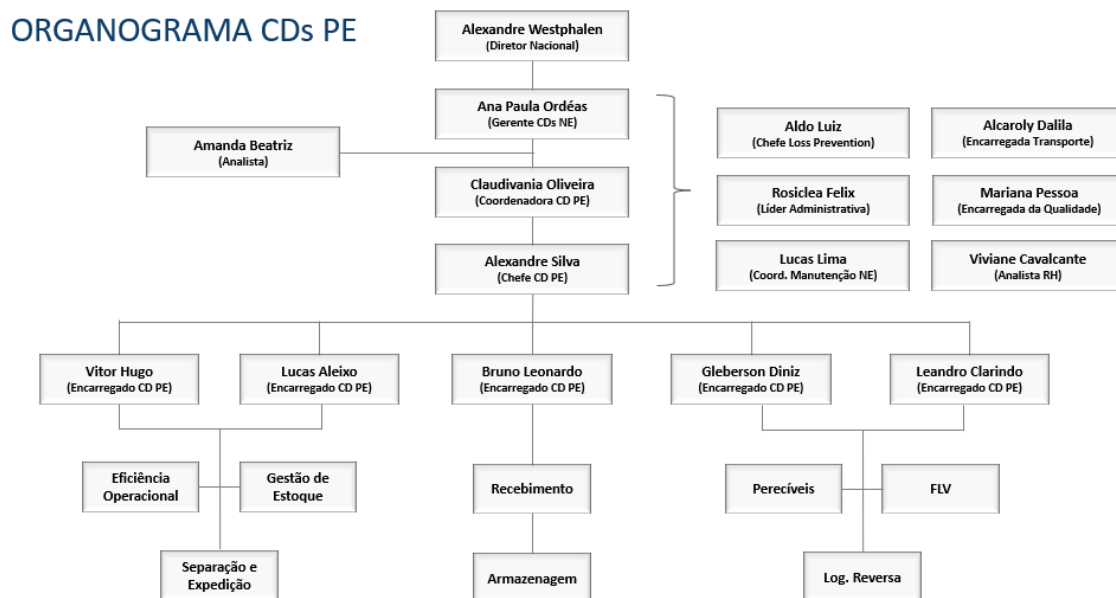 ORGANOGRAMA CDs PE
Alexandre Westphalen
(Diretor Nacional)
Ana Paula Ordéas
(Gerente CDs NE)
Amanda Beatriz
(Analista)
Claudivania Oliveira
(Coordenadora CD PE)
Alexandre Silva
(Chefe CD PE)
Aldo Luiz
(Chefe Loss Prevention)
Alcaroly Dalila
(Encarregada Transporte)
Rosiclea Felix
(Líder Administrativa)
Mariana Pessoa
(Encarregada da Qualidade)
Lucas Lima
(Coord. Manutenção NE)
Viviane Cavalcante
(Analista RH)
Vitor Hugo
(Encarregado CD PE)
Lucas Aleixo
(Encarregado CD PE)
Bruno Leonardo
(Encarregado CD PE)
Gleberson Diniz
(Encarregado CD PE)
Leandro Clarindo
(Encarregado CD PE)
Eficiência
Operacional
Gestão de
Estoque
Separação e
Expedição
Recebimento
Armazenagem
Perecíveis
FLV
Log. Reversa